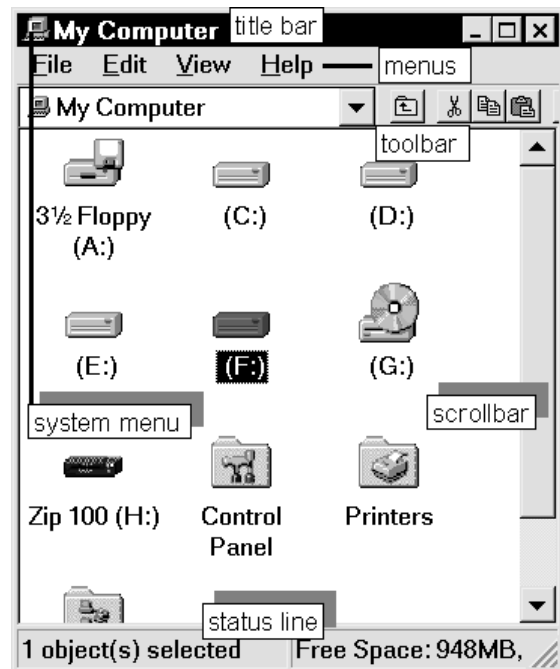 My Computer
title bar
File Edit View Help
menus
My Computer
toolbar
3½ Floppy
(A:)
(C:)
(D:)
(E:)
(F:)
(G:)
system menu
scrollbar
Zip 100 (H:)
Control
Panel
Printers
status line
1 object(s) selected
Free Space: 948MB,